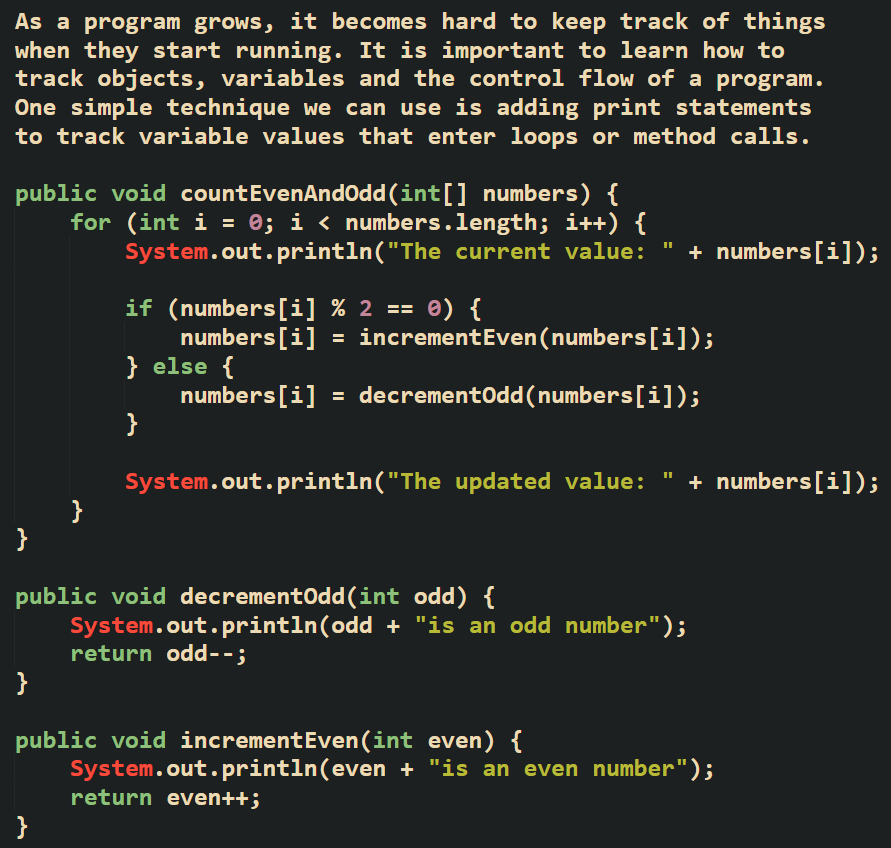 As a program grows, it becomes hard to keep track of things
when they start running. It is important to learn how to
track objects, variables and the control flow of a program.
One simple technique we can use is adding print statements
to track variable values that enter loops or method calls.

public void countEvenAndOdd(int[] numbers) {
    for (int i = 0; i < numbers.length; i++) {
        System.out.println("The current value: " + numbers[i]);

        if (numbers[i] % 2 == 0) {
            numbers[i] = incrementEven(numbers[i]);
        } else {
            numbers[i] = decrementOdd(numbers[i]);
        }

        System.out.println("The updated value: " + numbers[i]);
    }
}

public void decrementOdd(int odd) {
    System.out.println(odd + "is an odd number");
    return odd--;
}

public void incrementEven(int even) {
    System.out.println(even + "is an even number");
    return even++;
}